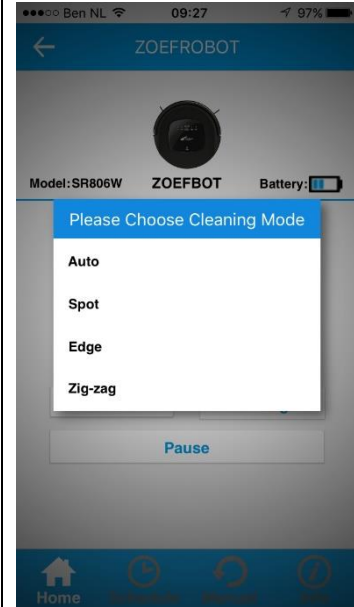 Ben NL 09:27 97%
ZOEFROBOT
Model:SR806W ZOEFBOT Battery:
Please Choose Cleaning Mode
Auto
Spot
Edge
Zig-zag
Pause
Home